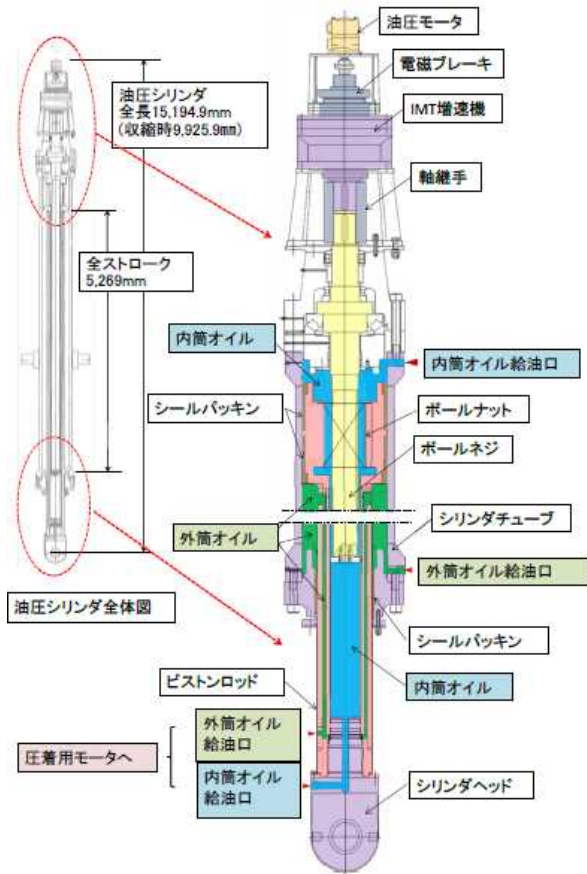 油圧モータ
電磁ブレーキ
IMT増速機
軸継手
油圧シリンダ
全長15,194.9mm
(収縮時9,925.9㎜)
全ストローク
5,269mm
内筒オイル
内筒オイル給油口
シールパッキン
ボールナット
ボールネジ
外筒オイル
シリンダチューブ
外筒オイル給油口
油圧シリンダ全体図
シールパッキン
ピストンロッド
内筒オイル
外筒オイル
給油口
圧着用モータへ
内筒オイル
給油口
シリンダヘッド